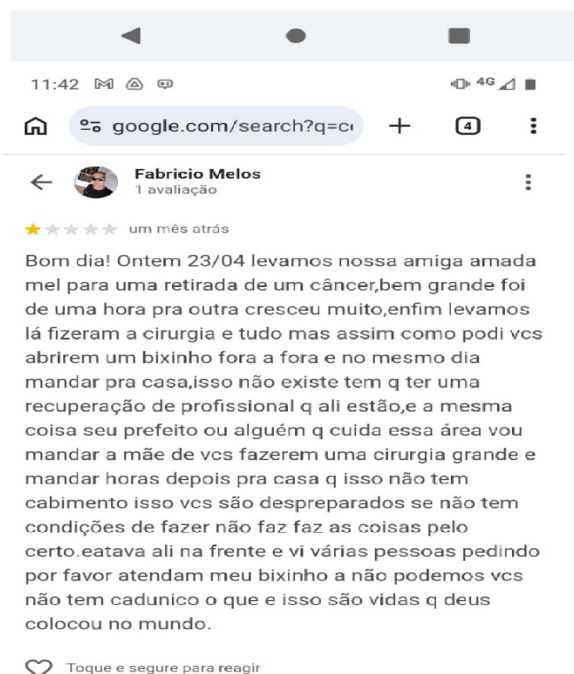 11:42
4G
google.com/search?q=c
4
Fabricio Melos
1 avaliação
um mês atrás
Bom dia! Ontem 23/04 levamos nossa amiga amada
mel para uma retirada de um câncer,bem grande foi
de uma hora pra outra cresceu muito,enfim levamos
lá fizeram a cirurgia e tudo mas assim como podi vcs
abrirem um bixinho fora a fora e no mesmo dia
mandar pra casa,isso não existe tem q ter uma
recuperação de profissional q ali estão,e a mesma
coisa seu prefeito ou alguém q cuida essa área vou
mandar a mãe de vcs fazerem uma cirurgia grande e
mandar horas depois pra casa q isso não tem
cabimento isso vcs são despreparados se não tem
condições de fazer não faz faz as coisas pelo
certo.eatava ali na frente e vi várias pessoas pedindo
por favor atendam meu bixinho a não podemos vcs
não tem cadunico o que e isso são vidas q deus
colocou no mundo.
Toque e segure para reagir